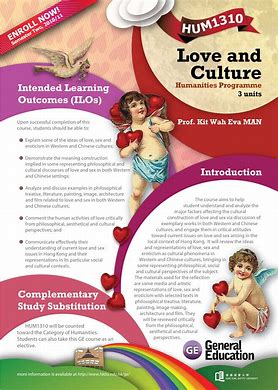 ENROLL NOW!
Semester Two, 2010/11
HUM1310
Love and
Culture
Humanities Programme
3 units
Prof. Kit Wah Eva MAN
Intended Learning
Outcomes (ILOs)
Upon successful completion of this
course, students should be able to:
Explain some of the ideas of love, sex and
eroticism in Western and Chinese cultures;
Demonstrate the meaning construction
implied in some representing philosophical and
cultural discourses of love and sex in both
Western and Chinese settings;
Analyze and discuss examples in philosophical
treatise, literature, painting, image, architecture
and film related to love and sex in both Western
and Chinese cultures;
Comment the human activities of love critically
from philosophical, aesthetical and cultural
perspectives; and
Communicate effectively their
understanding of current love and sex
issues in Hong Kong and their
representations in its particular social
and cultural contexts.
Introduction
The course aims to help
student understand and analyze the
major factors affecting the cultural
construction of love and sex via discussion of
exemplary works in both Western and Chinese
cultures, and engage them in critical attitudes
toward current issues on love and sex arising in the
local context of Hong Kong. It will review the ideas
and representations of love, sex and
eroticism as cultural phenomena in
Western and Chinese cultures, bringing in
representing philosophical, social
and cultural perspectives of the subject.
The materials used for the reflection
are some media and artistic
representations of love, sex and
eroticism with selected texts in
philosophical treatise, literature,
painting, image-making,
architecture, and film. They
will be reviewed critically
from the philosophical,
aesthetical and cultural
perspectives.
Complementary
Study Substitution
HUM1310 will be counted
toward the Category of Humanities.
Students can also take this GE course as an
elective.
GE General
Education
more information is available at